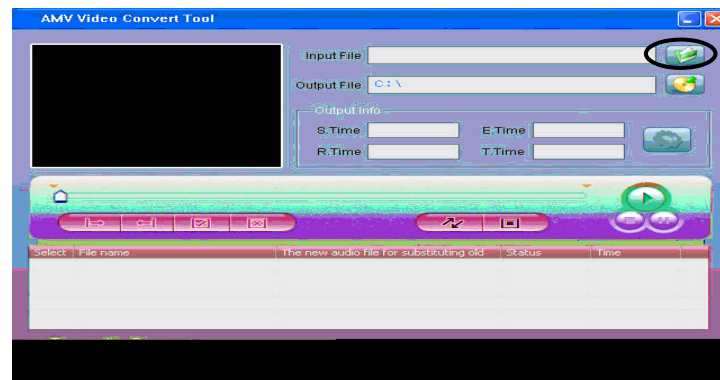 AMV Video Convert Tool
Input File
Output File C:\
Output Info
S.Time E.Time
R.Time T.Time
Select File name The new audio file for substituting old Status Time